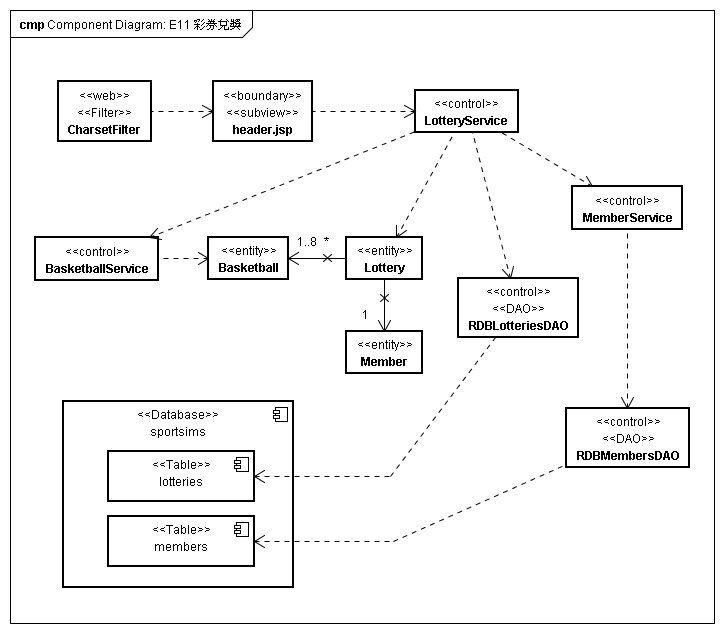 cmp Component Diagram: E11 彩券兌獎
<<web>>
<<Filter>>
CharsetFilter
<<boundary>>
<<subview>>
header.jsp
<<control>>
LotteryService
<<control>>
MemberService
<<control>>
BasketballService
<<entity>>
Basketball
1..8 *
<<entity>>
Lottery
1
<<entity>>
Member
<<control>>
<<DAO>>
RDBLotteriesDAO
<<control>>
<<DAO>>
RDBMembersDAO
<<Database>>
sportsims
<<Table>>
lotteries
<<Table>>
members